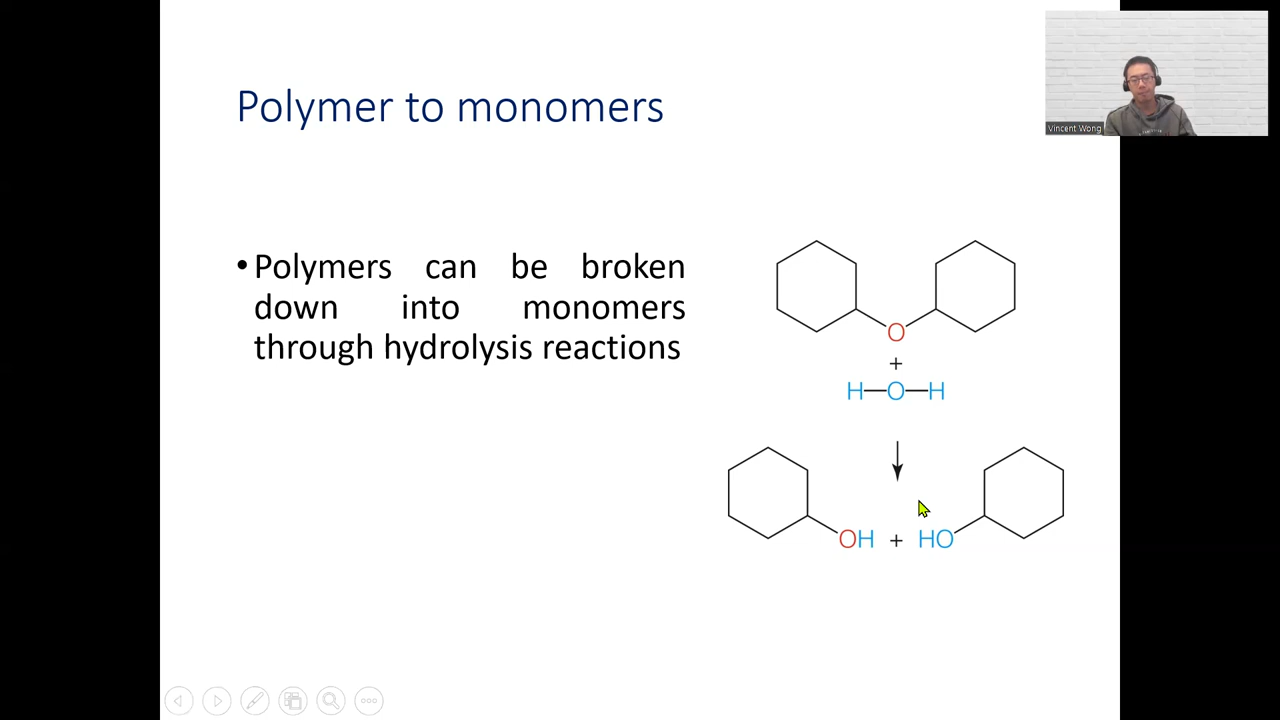 Polymer to monomers
Vincent Wong
• Polymers can be broken
down into monomers
through hydrolysis reactions
O
+
H—O—H
OH + HO